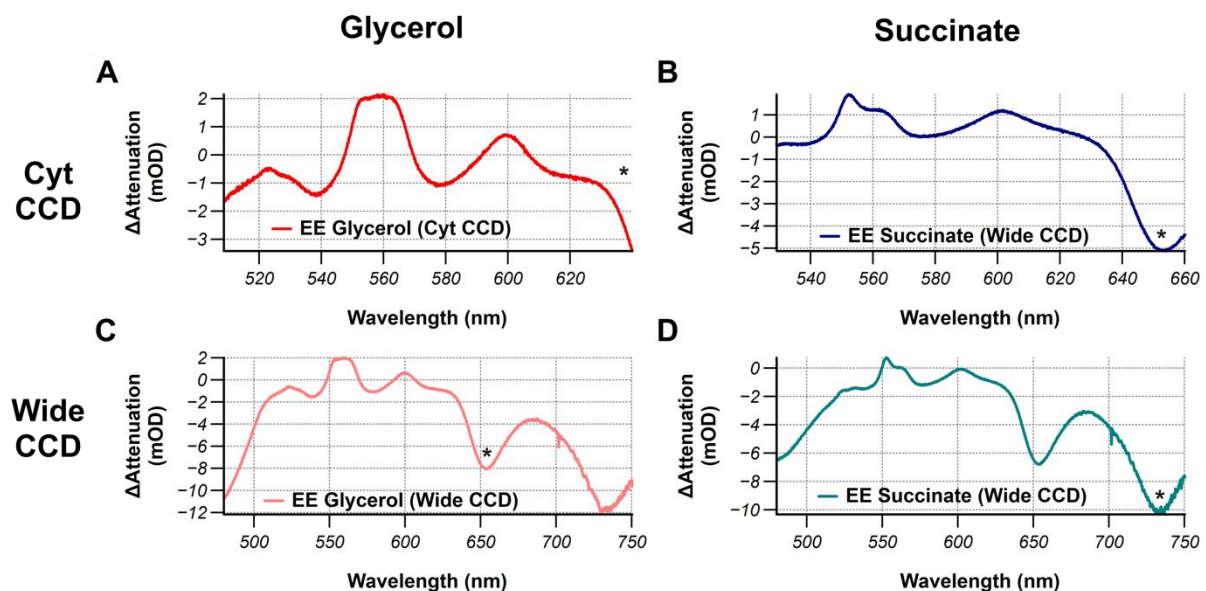 Glycerol
Succinate
Cyt
CCD
Wide
CCD
A
ΔAttenuation
(mOD)
2
1
0
−1
−2
−3
*
EE Glycerol (Cyt CCD)
520
540
560
580
600
620
Wavelength (nm)
B
ΔAttenuation
(mOD)
1
0
−1
−2
−3
−4
−5
*
EE Succinate (Wide CCD)
540
560
580
600
620
640
660
Wavelength (nm)
C
ΔAttenuation
(mOD)
2
0
−2
−4
−6
−8
−10
−12
*
EE Glycerol (Wide CCD)
500
550
600
650
700
750
Wavelength (nm)
D
ΔAttenuation
(mOD)
0
−2
−4
−6
−8
−10
*
EE Succinate (Wide CCD)
500
550
600
650
700
750
Wavelength (nm)